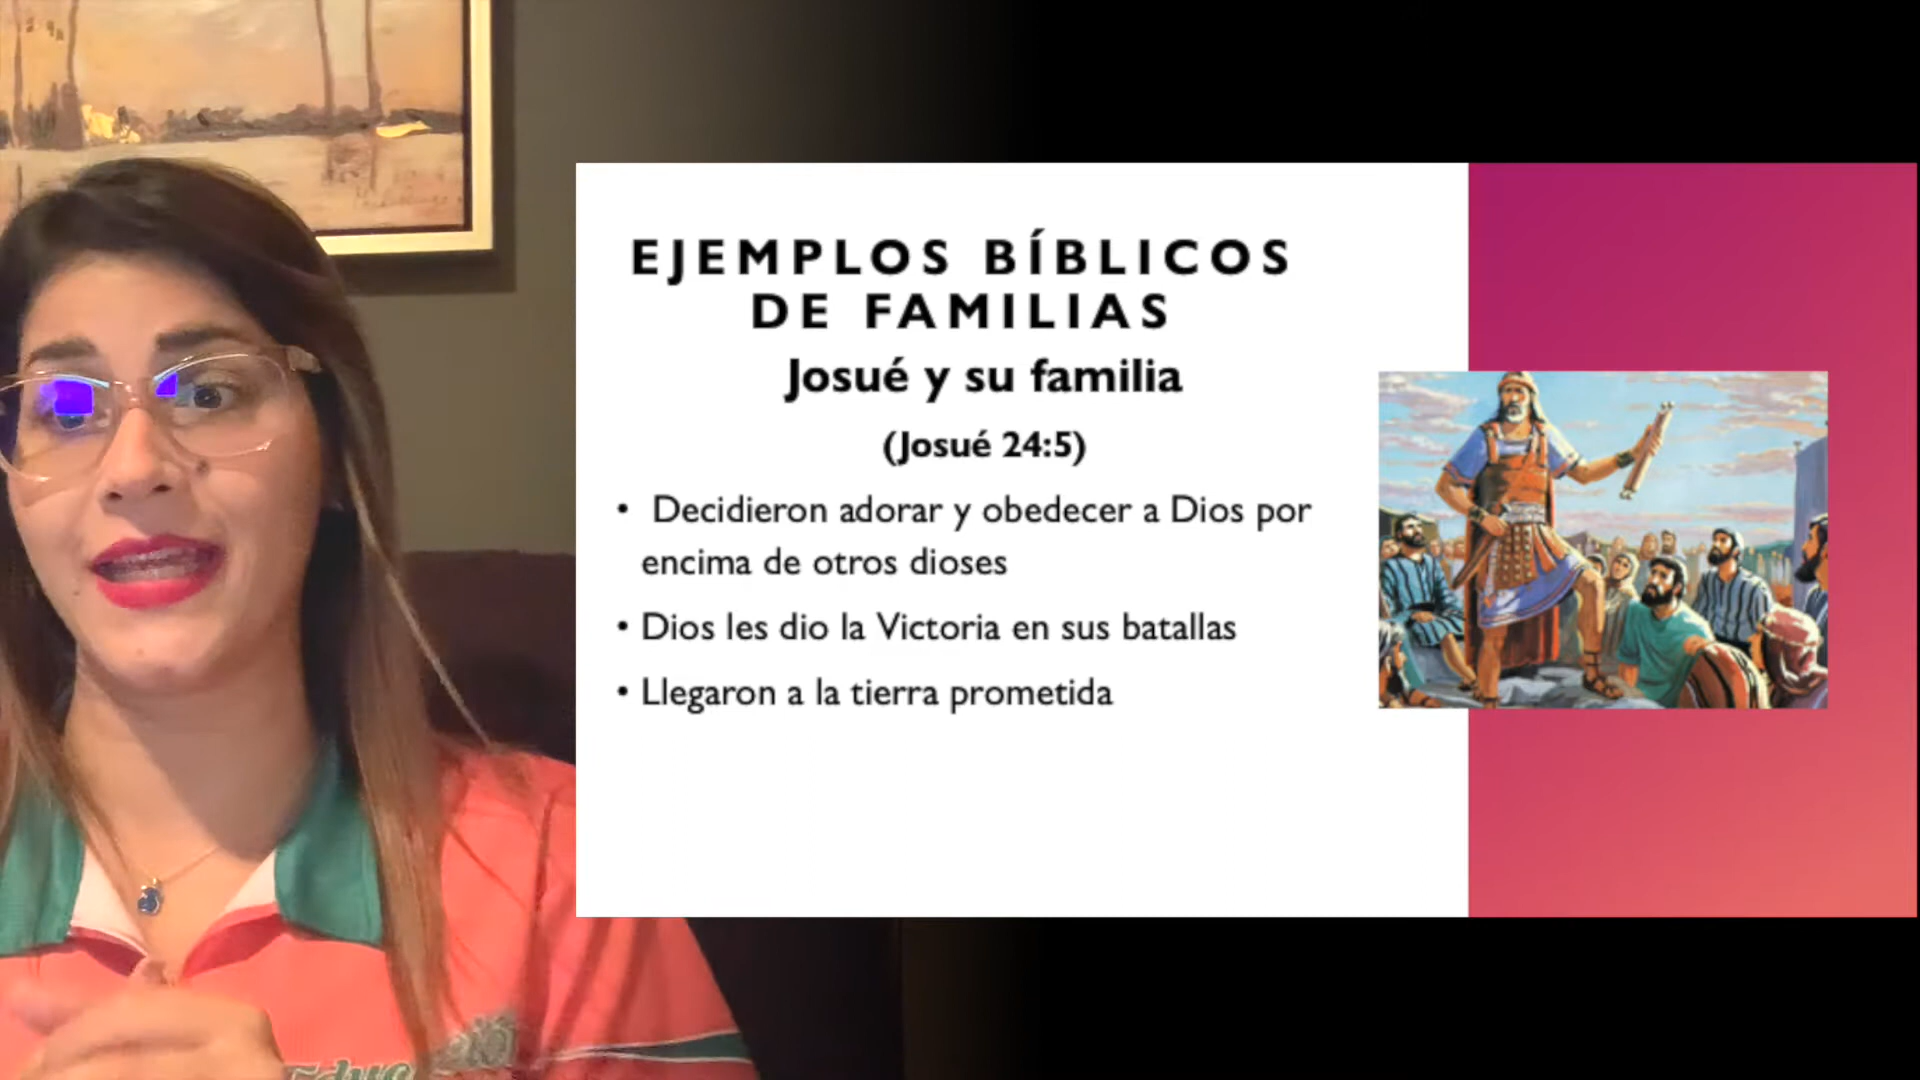 EJEMPLOS BÍBLICOS
DE FAMILIAS
Josué y su familia
(Josué 24:5)
• Decidieron adorar y obedecer a Dios por
encima de otros dioses
• Dios les dio la Victoria en sus batallas
• Llegaron a la tierra prometida